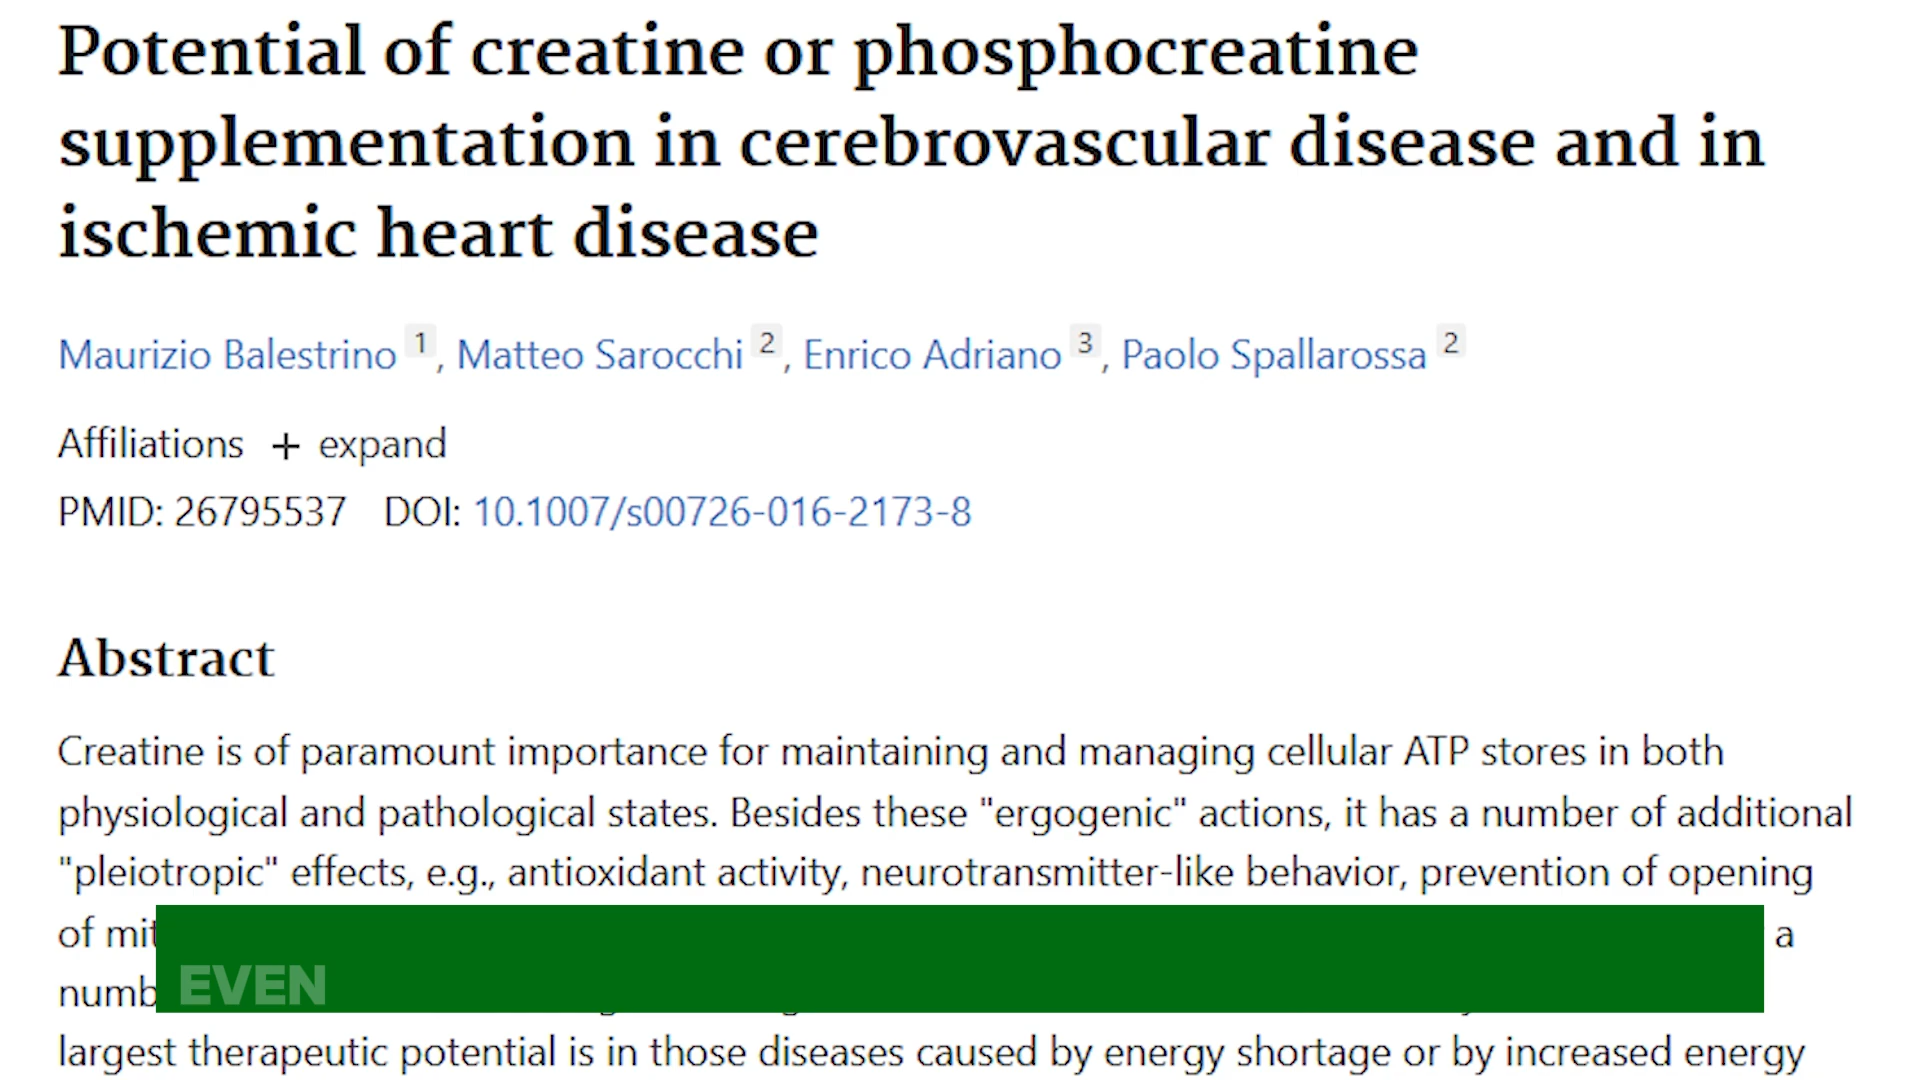 Potential of creatine or phosphocreatine
supplementation in cerebrovascular disease and in
ischemic heart disease
Maurizio Balestrino 1, Matteo Sarocchi 2, Enrico Adriano 3, Paolo Spallarossa 2
Affiliations + expand
PMID: 26795537 DOI: 10.1007/s00726-016-2173-8
Abstract
Creatine is of paramount importance for maintaining and managing cellular ATP stores in both
physiological and pathological states. Besides these "ergogenic" actions, it has a number of additional
"pleiotropic" effects, e.g., antioxidant activity, neurotransmitter-like behavior, prevention of opening
of a
EVEN
largest therapeutic potential is in those diseases caused by energy shortage or by increased energy